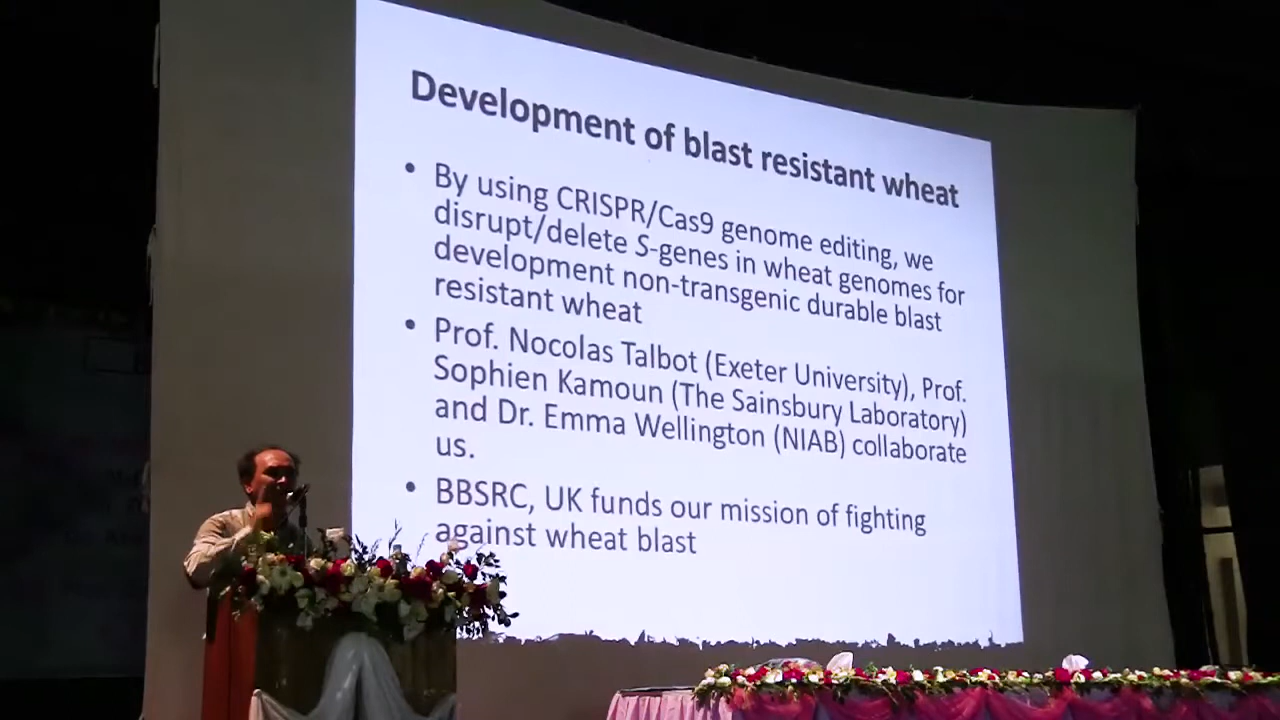 Development of blast resistant wheat
• By using CRISPR/Cas9 genome editing, we
disrupt/delete S-genes in wheat genomes for
development non-transgenic durable blast
resistant wheat
• Prof. Nocolas Talbot (Exeter University), Prof.
Sophien Kamoun (The Sainsbury Laboratory)
and Dr. Emma Wellington (NIAB) collaborate
us.
• BBSRC, UK funds our mission of fighting
against wheat blast